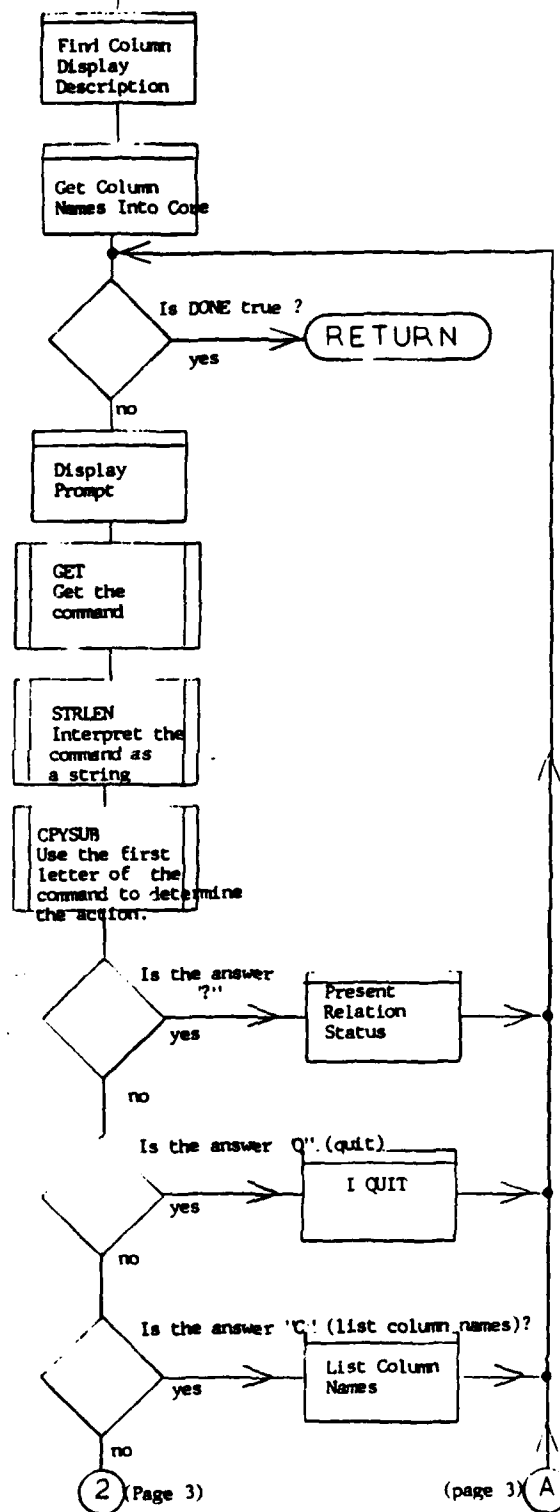 Find Column
Display
Description
Get Column
Names Into Core
Is DONE true ?
RETURN
yes
no
Display
Prompt
GET
Get the
command
STRLEN
Interpret the
command as
a string
CPYSUB
Use the first
letter of the
command to determine
the action.
Is the answer
"?"
yes
Present
Relation
Status
no
Is the answer "Q" (quit)
yes
I QUIT
no
Is the answer "C" (list column names)?
yes
List Column
Names
no
2 (Page 3)
(page 3) A